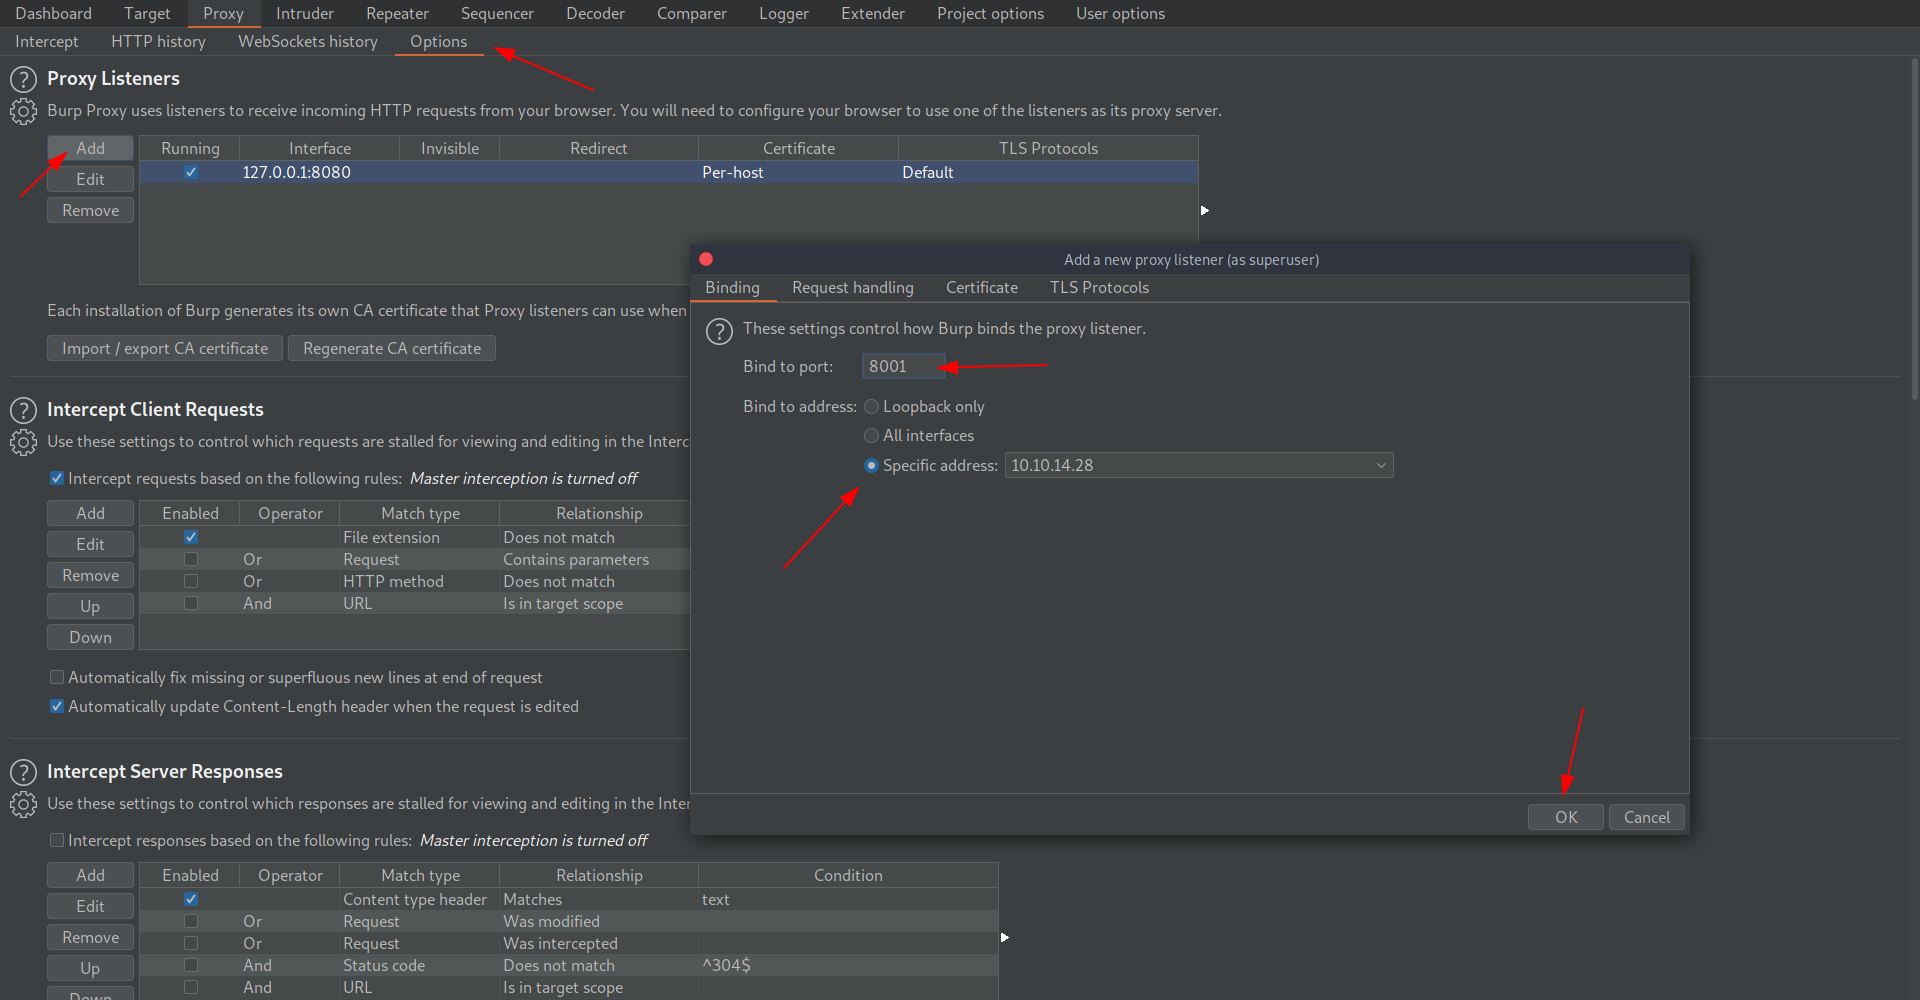 Dashboard Target Proxy Intruder Repeater Sequencer Decoder Comparer Logger Extender Project options User options
Intercept HTTP history WebSockets history Options
Proxy Listeners
Burp Proxy uses listeners to receive incoming HTTP requests from your browser. You will need to configure your browser to use one of the listeners as its proxy server.
Add Running Interface Invisible Redirect Certificate TLS Protocols
127.0.0.1:8080 Per-host Default
Edit
Remove
Each installation of Burp generates its own CA certificate that Proxy listeners can use when
Import / export CA certificate Regenerate CA certificate
Add a new proxy listener (as superuser)
Binding Request handling Certificate TLS Protocols
These settings control how Burp binds the proxy listener.
Bind to port: 8001
Bind to address: Loopback only
All interfaces
Specific address: 10.10.14.28
OK Cancel
Intercept Client Requests
Use these settings to control which requests are stalled for viewing and editing in the Interc
Intercept requests based on the following rules: Master interception is turned off
Add Enabled Operator Match type Relationship
File extension Does not match
Edit
Or Request Contains parameters
Remove
Or HTTP method Does not match
Up
And URL Is in target scope
Down
Automatically fix missing or superfluous new lines at end of request
Automatically update Content-Length header when the request is edited
Intercept Server Responses
Use these settings to control which responses are stalled for viewing and editing in the Inter
Intercept responses based on the following rules: Master interception is turned off
Add Enabled Operator Match type Relationship Condition
Content type header Matches text
Edit
Or Request Was modified
Remove
Or Request Was intercepted
Up
And Status code Does not match ^304$
And URL Is in target scope
Down